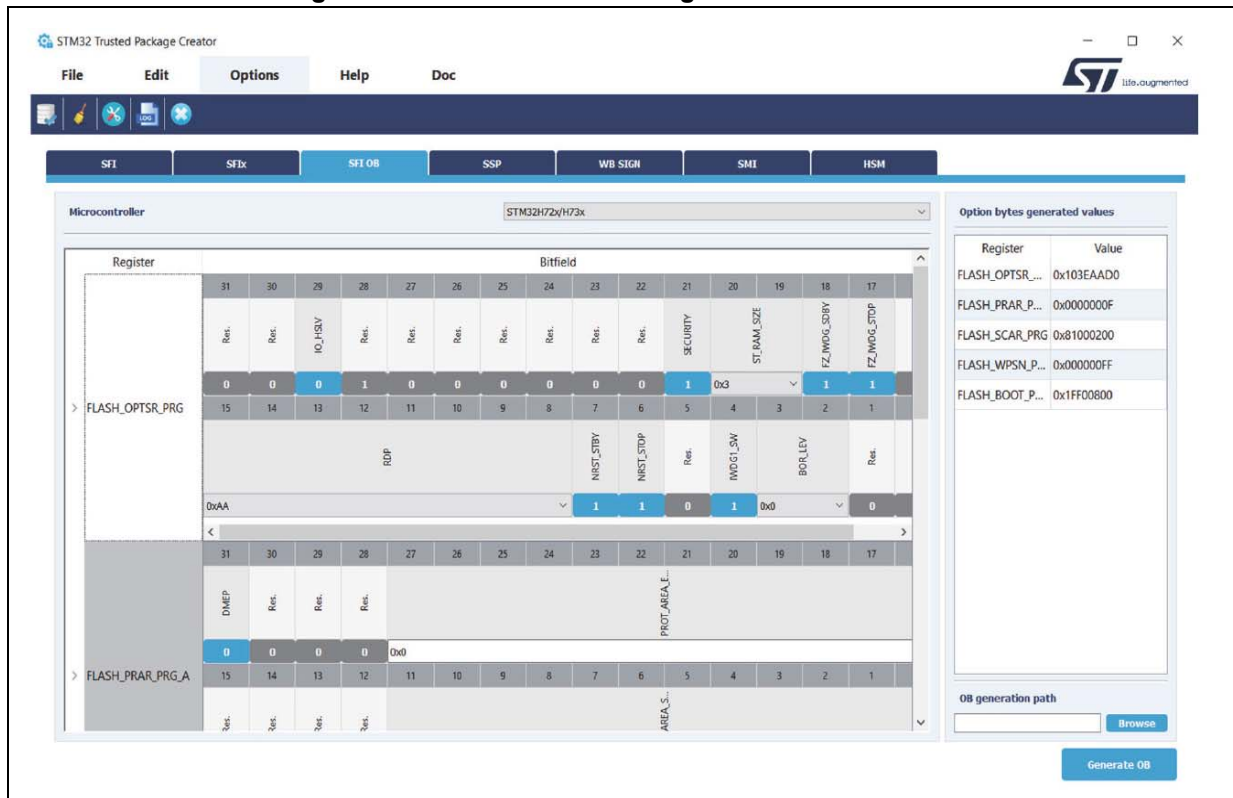 STM32 Trusted Package Creator
File Edit Options Help Doc
life.augmented
LOG
SFI SFIx SFI OB SSP WB SIGN SMI HSM
Microcontroller STM32H72x/H73x
Option bytes generated values
Register Bitfield
Register Value
FLASH_OPTSR_... 0x103EAAD0
FLASH_PRAR_P... 0x0000000F
FLASH_SCAR_PRG 0x81000200
FLASH_WPSN_P... 0x000000FF
FLASH_BOOT_P... 0x1FF00800
31 30 29 28 27 26 25 24 23 22 21 20 19 18 17
Res. Res. IO_HSLV Res. Res. Res. Res. Res. Res. Res. SECURITY ST_RAM_SIZE FZ_IWDG_SDBY FZ_IWDG_STOP
0 0 0 1 0 0 0 0 0 0 1 0x3 1 1
> FLASH_OPTSR_PRG
15 14 13 12 11 10 9 8 7 6 5 4 3 2 1
RDP NRST_STBY NRST_STOP Res. IWDG1_SW BOR_LEV Res.
0xAA 1 1 0 1 0x0 0
31 30 29 28 27 26 25 24 23 22 21 20 19 18 17
DMEP Res. Res. Res. PROT_AREA_E...
0 0 0 0 0x0
> FLASH_PRAR_PRG_A
15 14 13 12 11 10 9 8 7 6 5 4 3 2 1
Res. Res. Res. Res. AREA_S...
OB generation path
Browse
Generate OB